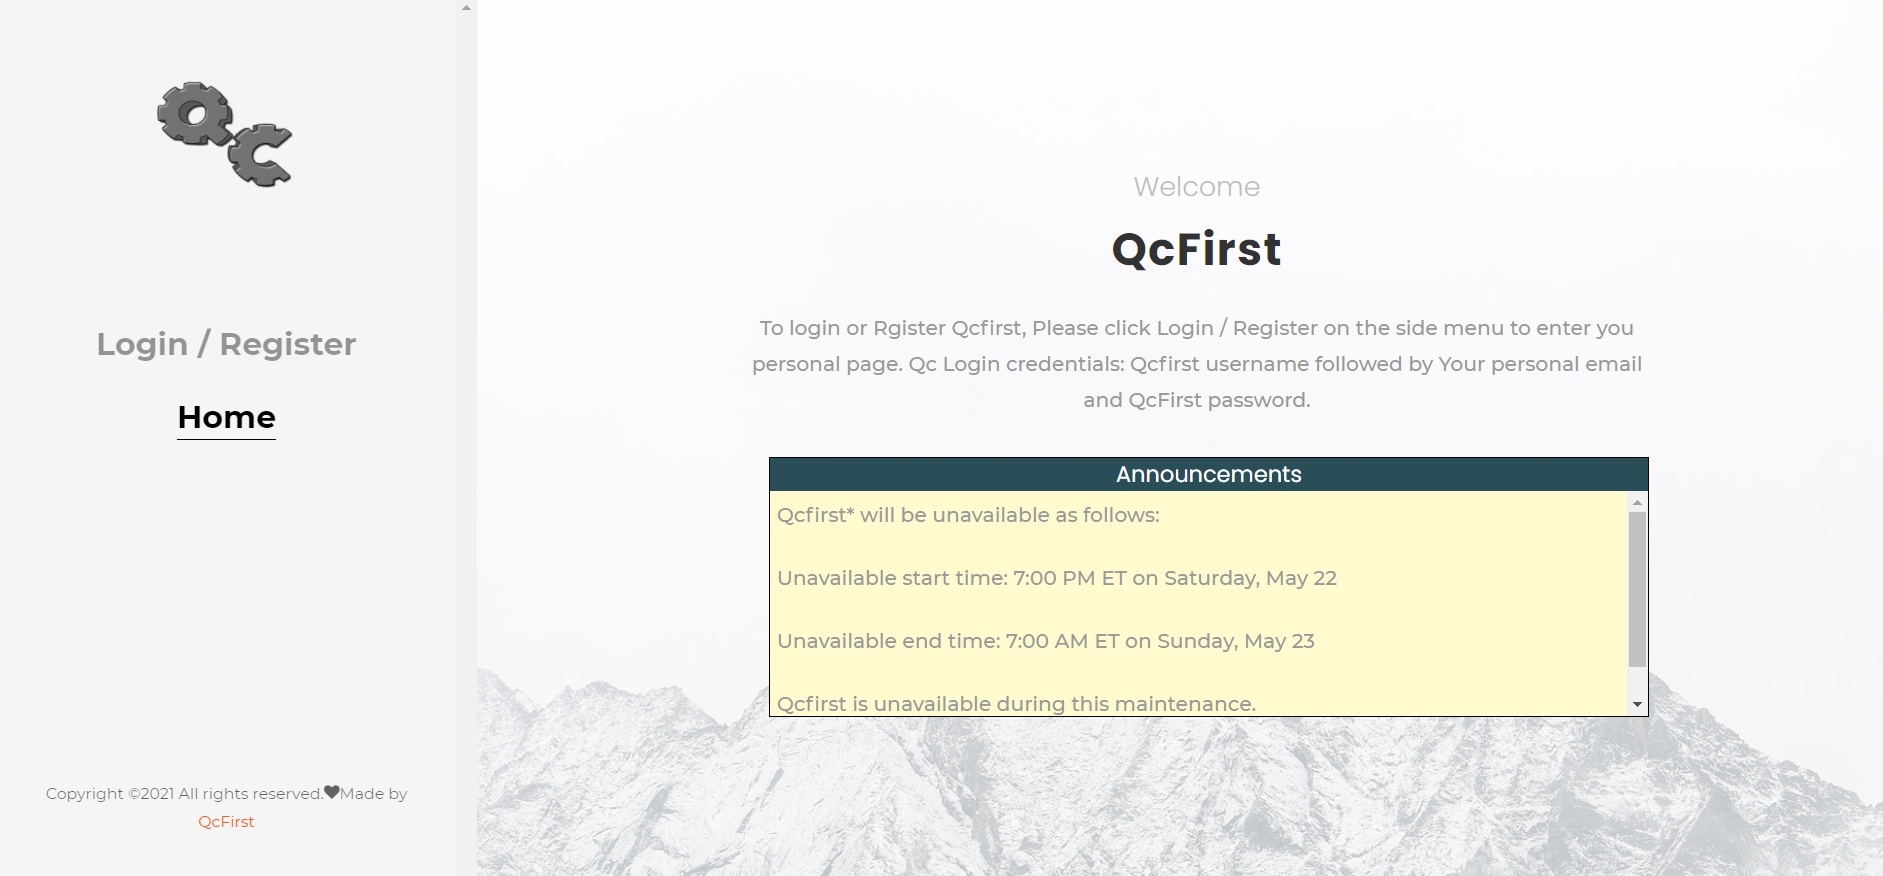 QC
Login / Register
Home
Copyright ©2021 All rights reserved.♥Made by
QcFirst
Welcome
QcFirst
To login or Rgister Qcfirst, Please click Login / Register on the side menu to enter you
personal page. Qc Login credentials: Qcfirst username followed by Your personal email
and QcFirst password.
Announcements
Qcfirst* will be unavailable as follows:
Unavailable start time: 7:00 PM ET on Saturday, May 22
Unavailable end time: 7:00 AM ET on Sunday, May 23
Qcfirst is unavailable during this maintenance.